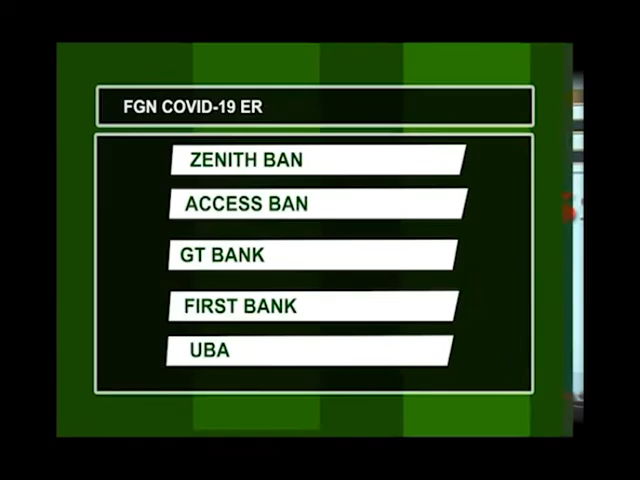 FGN COVID-19 ER
ZENITH BAN
ACCESS BAN
GT BANK
FIRST BANK
UBA